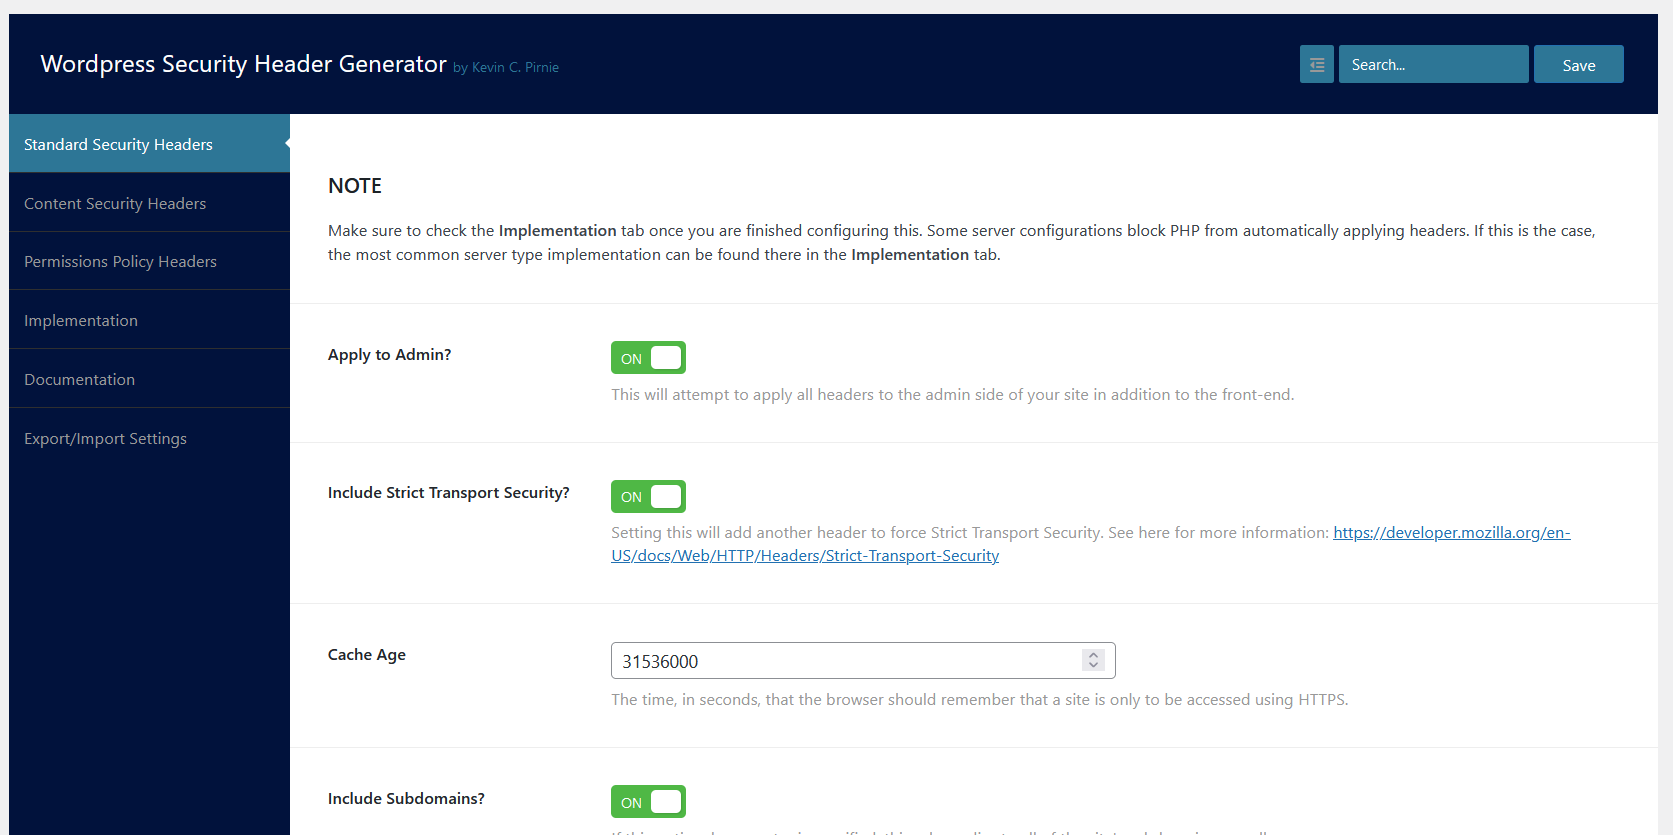 Wordpress Security Header Generator by Kevin C. Pirnie
Search...
Save
Standard Security Headers
Content Security Headers
Permissions Policy Headers
Implementation
Documentation
Export/Import Settings
NOTE
Make sure to check the Implementation tab once you are finished configuring this. Some server configurations block PHP from automatically applying headers. If this is the case,
the most common server type implementation can be found there in the Implementation tab.
Apply to Admin?
ON
This will attempt to apply all headers to the admin side of your site in addition to the front-end.
Include Strict Transport Security?
ON
Setting this will add another header to force Strict Transport Security. See here for more information: https://developer.mozilla.org/en-
US/docs/Web/HTTP/Headers/Strict-Transport-Security
Cache Age
31536000
The time, in seconds, that the browser should remember that a site is only to be accessed using HTTPS.
Include Subdomains?
ON